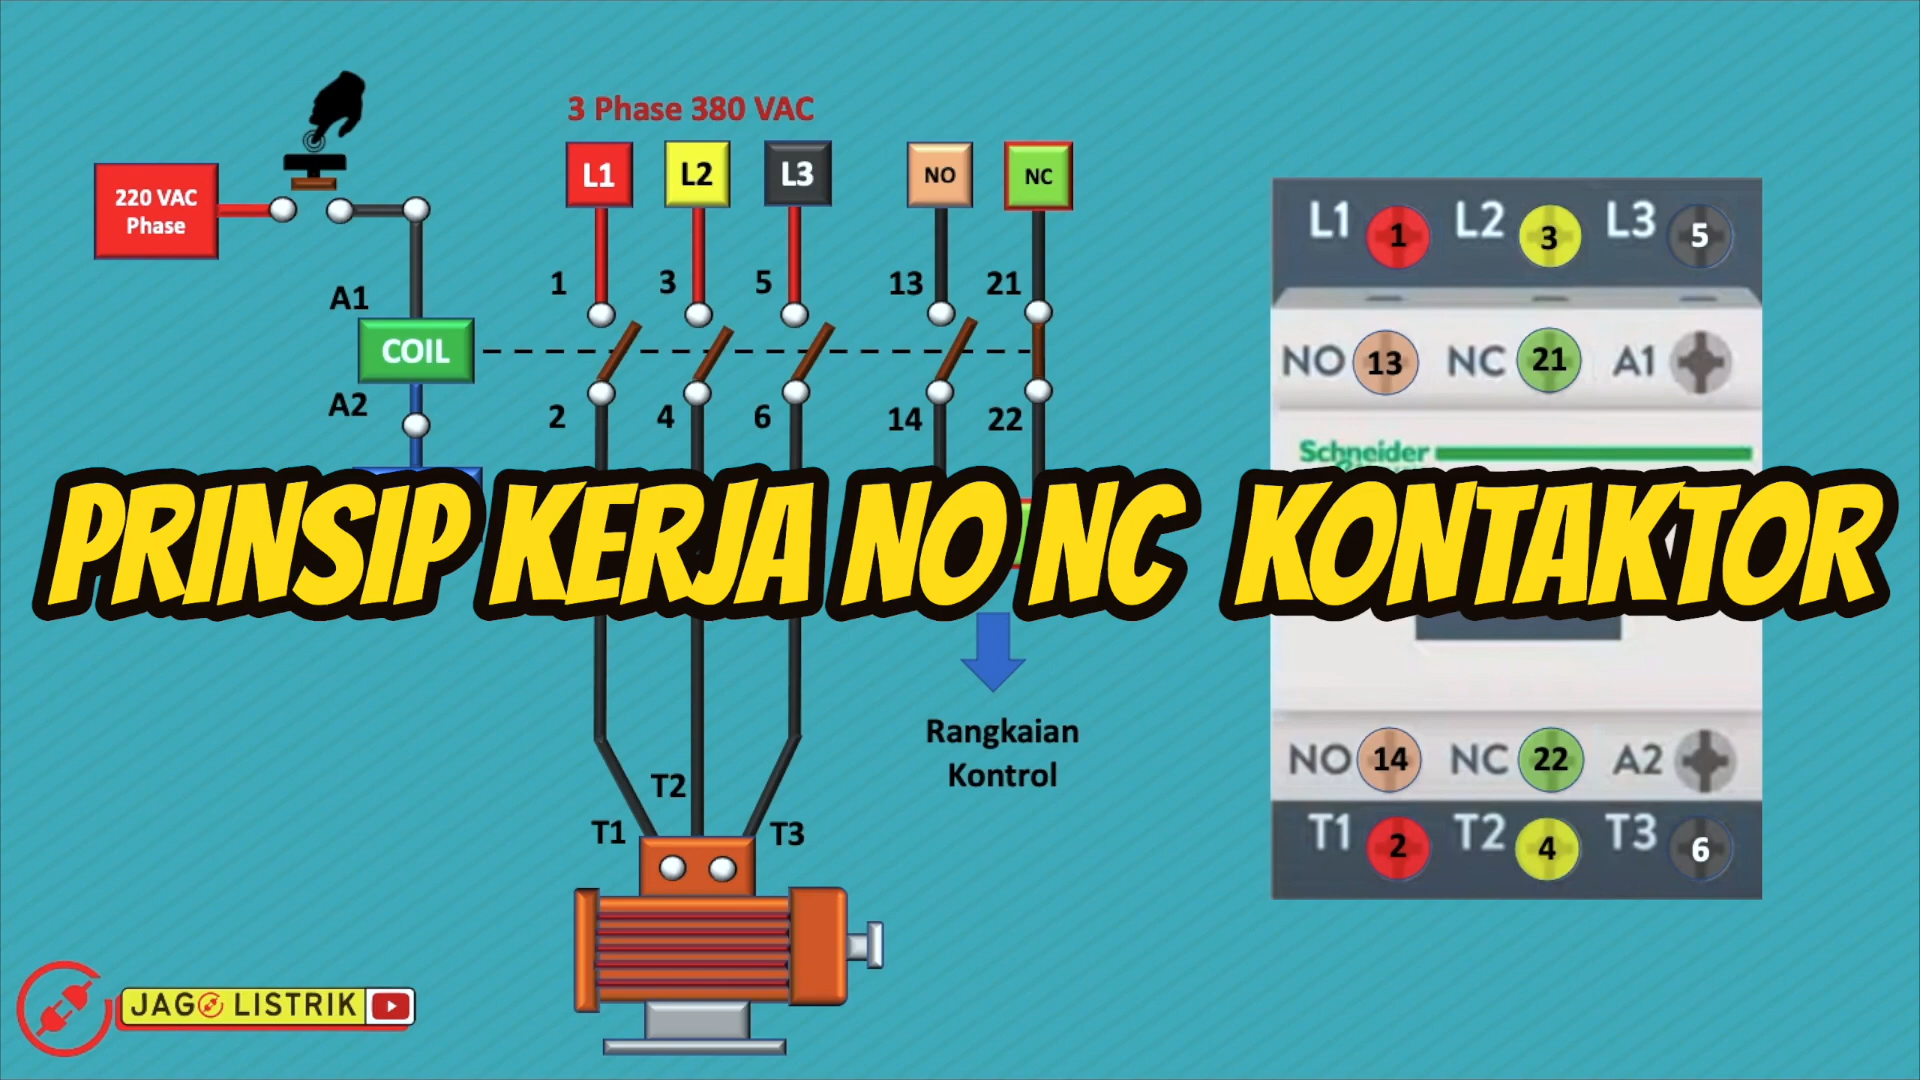 3 Phase 380 VAC
220 VAC
Phase
L1
L2
L3
NO
NC
1
3
5
13
21
A1
COIL
A2
2
4
6
14
22
PRINSIP KERJA NO NC KONTAKTOR
Rangkaian
Kontrol
T1
T2
T3
L1 1 L2 3 L3 5
NO 13 NC 21 A1
Schneider
NO 14 NC 22 A2
T1 2 T2 4 T3 6
JAGO LISTRIK